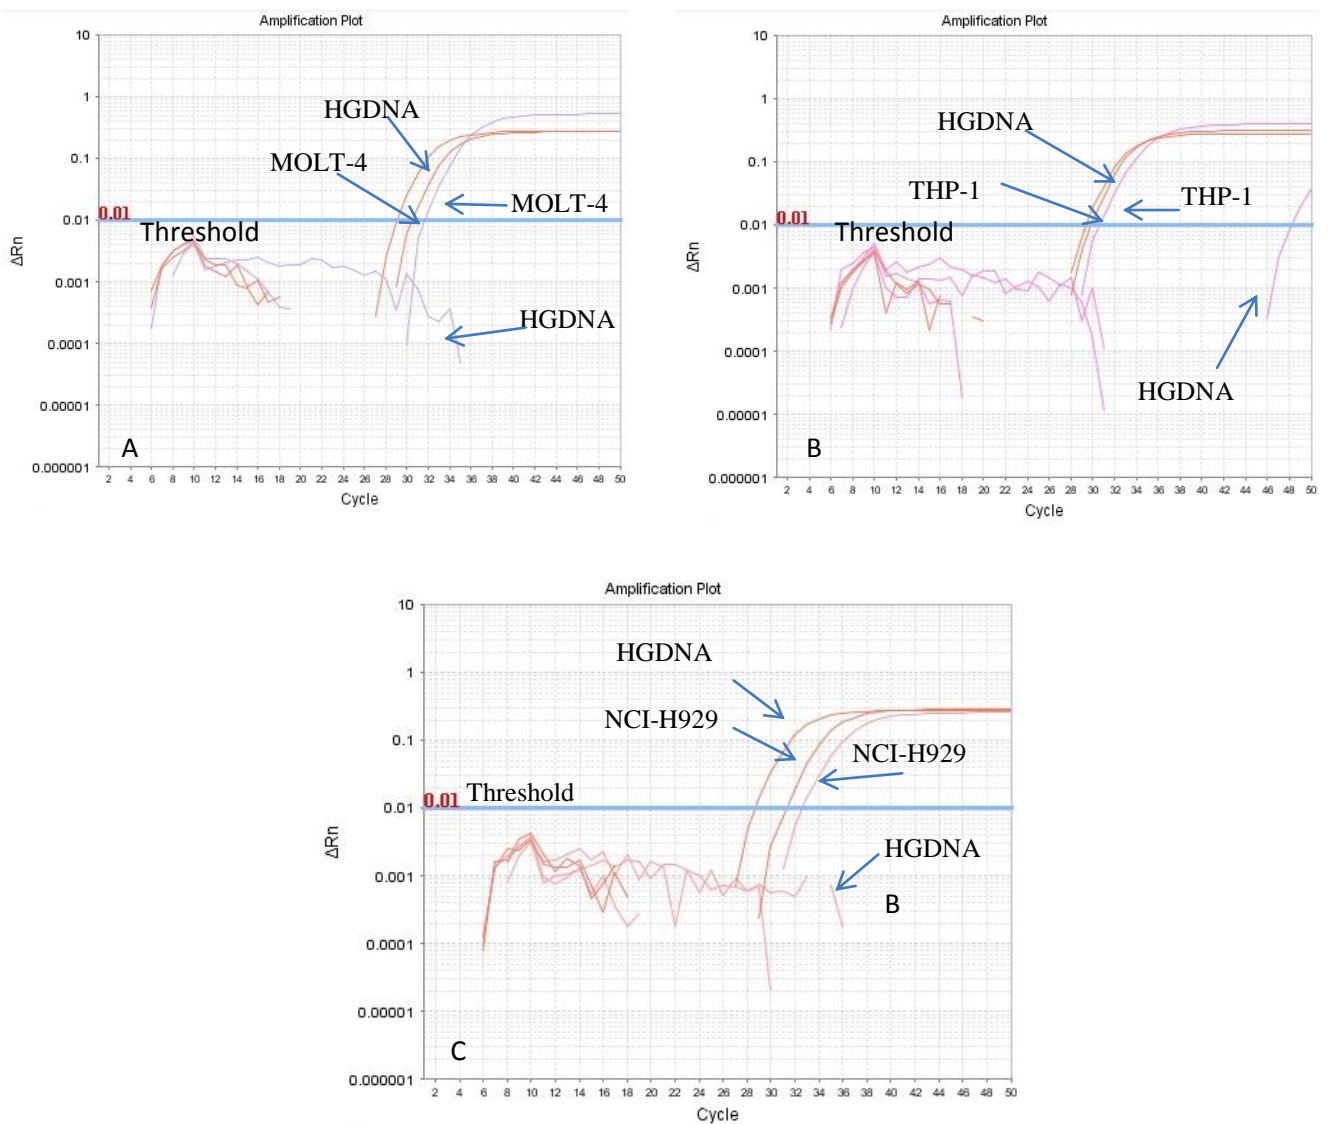 Amplification Plot
10
1
0.1
0.01
0.001
0.0001
0.00001
0.000001
ΔRn
HGDNA
MOLT-4
MOLT-4
0.01
Threshold
HGDNA
A
2 4 6 8 10 12 14 16 18 20 22 24 26 28 30 32 34 36 38 40 42 44 46 48 50
Cycle
Amplification Plot
10
1
0.1
0.01
0.001
0.0001
0.00001
0.000001
ΔRn
HGDNA
THP-1
THP-1
0.01
Threshold
HGDNA
B
2 4 6 8 10 12 14 16 18 20 22 24 26 28 30 32 34 36 38 40 42 44 46 48 50
Cycle
Amplification Plot
10
1
0.1
0.01
0.001
0.0001
0.00001
0.000001
ΔRn
HGDNA
NCI-H929
NCI-H929
0.01
Threshold
HGDNA
B
C
2 4 6 8 10 12 14 16 18 20 22 24 26 28 30 32 34 36 38 40 42 44 46 48 50
Cycle